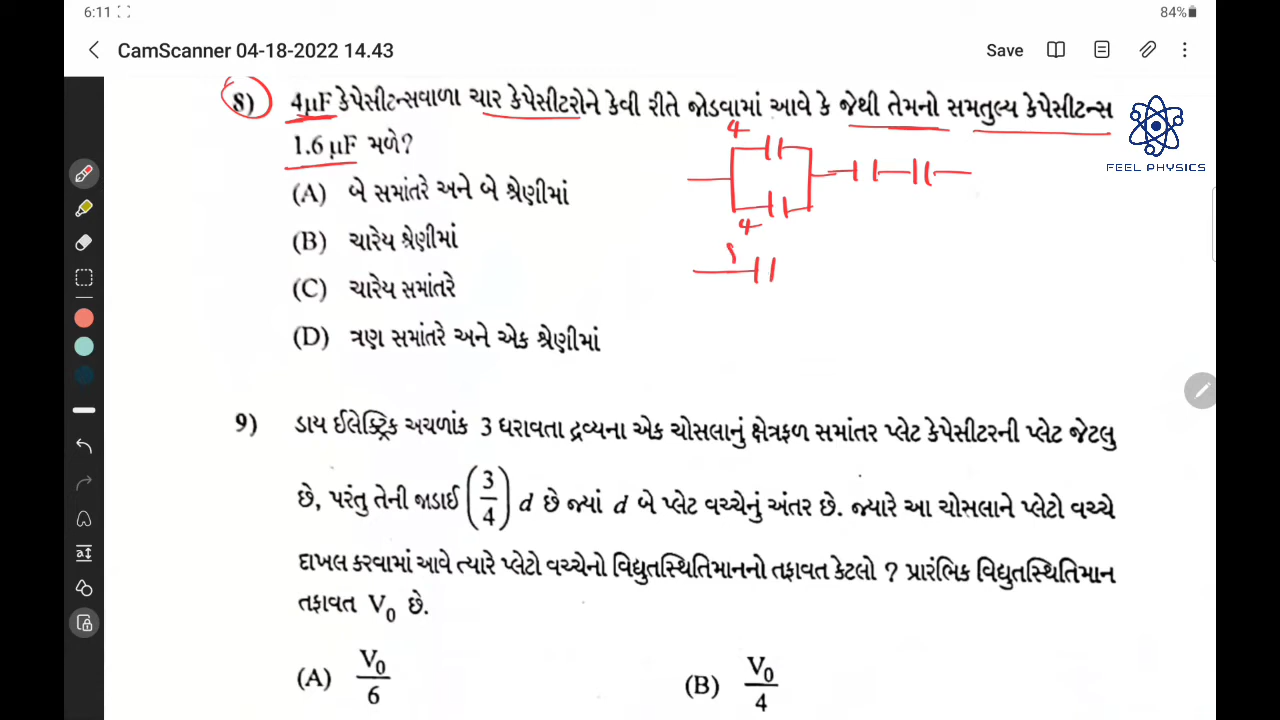 6:11
84%
CamScanner 04-18-2022 14.43
Save
8) 4μF કેપેસીટન્સવાળા ચાર કેપેસીટરોને કેવી રીતે જોડવામાં આવે કે જેથી તેમનો સમતુલ્ય કેપેસીટન્સ
1.6 μF મળે?
4
FEEL PHYSICS
(A) બે સમાંતરે અને બે શ્રેણીમાં
4
(B) ચારેય શ્રેણીમાં
(C) ચારેય સમાંતરે
(D) ત્રણ સમાંતરે અને એક શ્રેણીમાં
9) ડાય ઈલેક્ટ્રિક અચળાંક 3 ધરાવતા દ્રવ્યના એક ચોસલાનું ક્ષેત્રફળ સમાંતર પ્લેટ કેપેસીટરની પ્લેટ જેટલુ
છે, પરંતુ તેની જાડાઈ (3/4) d છે જ્યાં d બે પ્લેટ વચ્ચેનું અંતર છે. જ્યારે આ ચોસલાને પ્લેટો વચ્ચે
દાખલ કરવામાં આવે ત્યારે પ્લેટો વચ્ચેનો વિદ્યુતસ્થિતિમાનનો તફાવત કેટલો ? પ્રારંભિક વિદ્યુતસ્થિતિમાન
તફાવત V₀ છે.
(A) V₀/6 (B) V₀/4